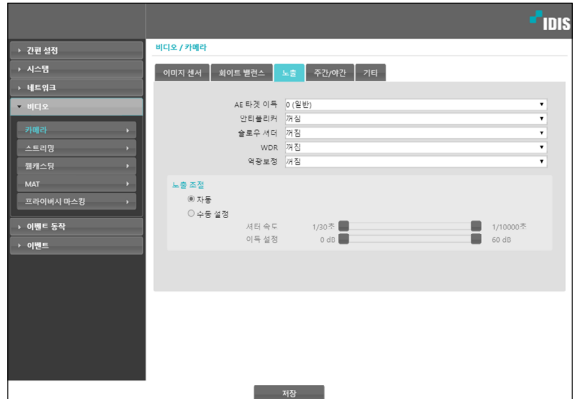 IDIS
간편 설정
시스템
네트워크
비디오
카메라
스트리밍
웹캐스팅
MAT
프라이버시 마스킹
이벤트 동작
이벤트
비디오 / 카메라
이미지 센서 화이트 밸런스 노출 주간/야간 기타
AE 타겟 이득 0 (일반)
안티플리커 꺼짐
슬로우 셔터 꺼짐
WDR 꺼짐
역광보정 꺼짐
노출 조절
자동
수동 설정
셔터 속도 1/30초 1/10000초
이득 설정 0 dB 60 dB
저장